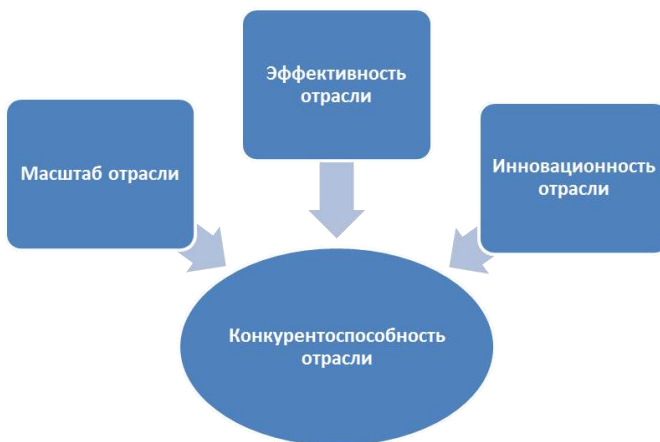 Эффективность
отрасли
Масштаб отрасли
Инновационность
отрасли
Конкурентоспособность
отрасли